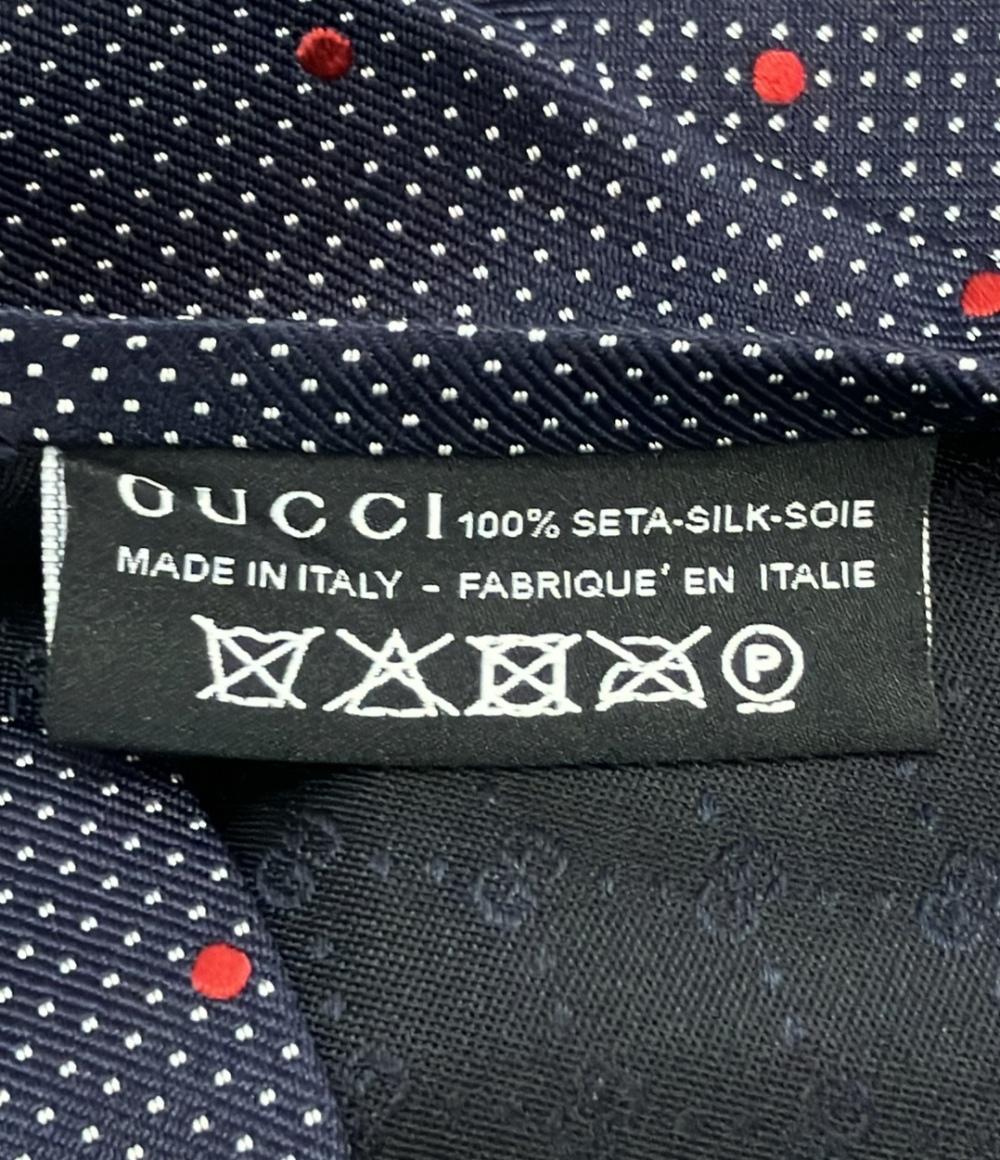 GUCCI 100% SETA-SILK-SOIE
MADE IN ITALY - FABRIQUE' EN ITALIE
P